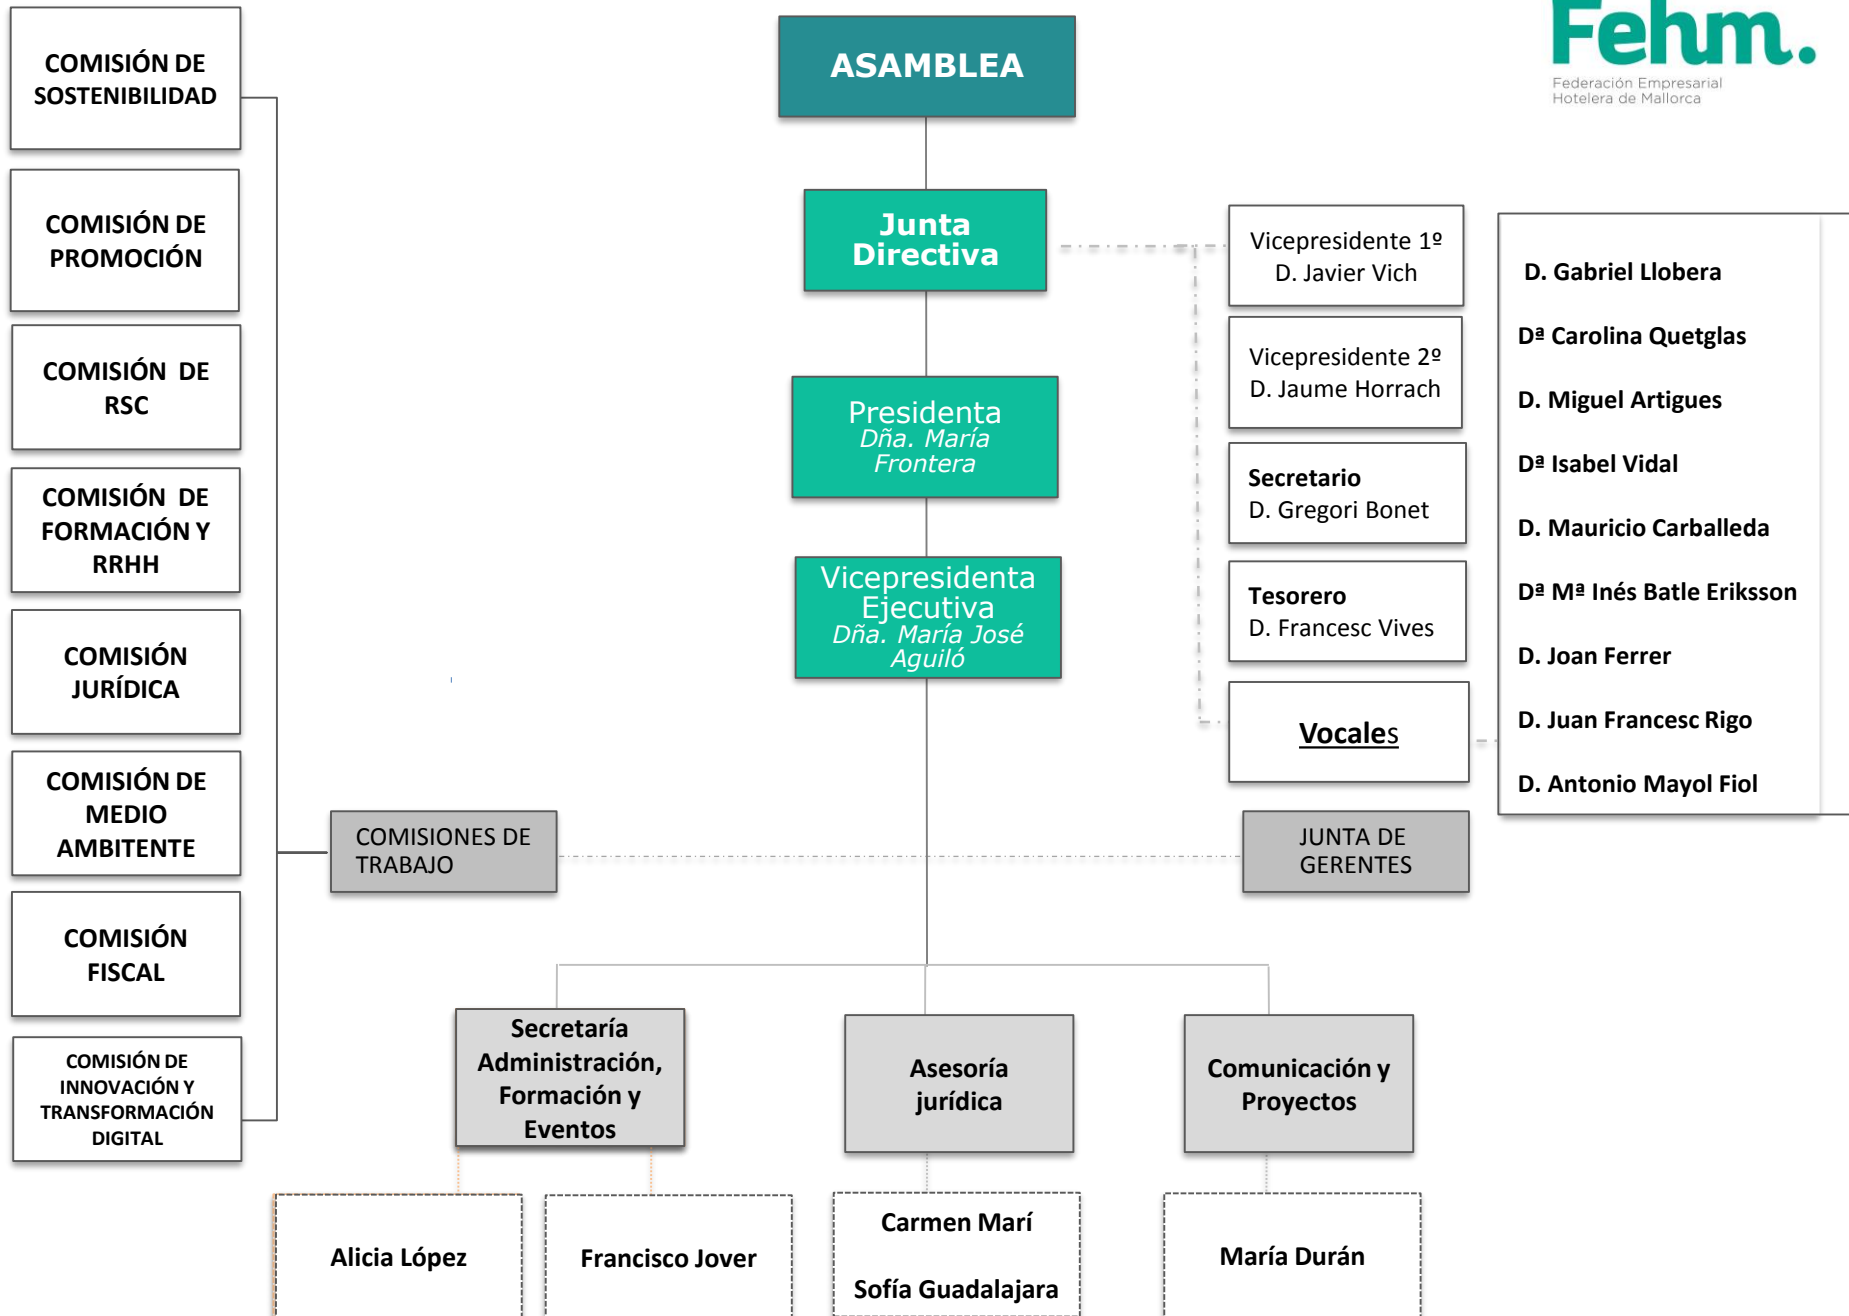 COMISIÓN DE
SOSTENIBILIDAD
COMISIÓN DE
PROMOCIÓN
COMISIÓN DE
RSC
COMISIÓN DE
FORMACIÓN Y
RRHH
COMISIÓN
JURÍDICA
COMISIÓN DE
MEDIO
AMBITENTE
COMISIÓN
FISCAL
COMISIÓN DE
INNOVACIÓN Y
TRANSFORMACIÓN
DIGITAL
COMISIONES DE
TRABAJO
ASAMBLEA
Junta
Directiva
Presidenta
Dña. María
Frontera
Vicepresidenta
Ejecutiva
Dña. María José
Aguiló
Fehm.
Federación Empresarial
Hotelera de Mallorca
Vicepresidente 1º
D. Javier Vich
Vicepresidente 2º
D. Jaume Horrach
Secretario
D. Gregori Bonet
Tesorero
D. Francesc Vives
Vocales
D. Gabriel Llobera
Dª Carolina Quetglas
D. Miguel Artigues
Dª Isabel Vidal
D. Mauricio Carballeda
Dª Mª Inés Batle Eriksson
D. Joan Ferrer
D. Juan Francesc Rigo
D. Antonio Mayol Fiol
JUNTA DE
GERENTES
Secretaría
Administración,
Formación y
Eventos
Asesoría
jurídica
Comunicación y
Proyectos
Alicia López
Francisco Jover
Carmen Marí
Sofía Guadalajara
María Durán